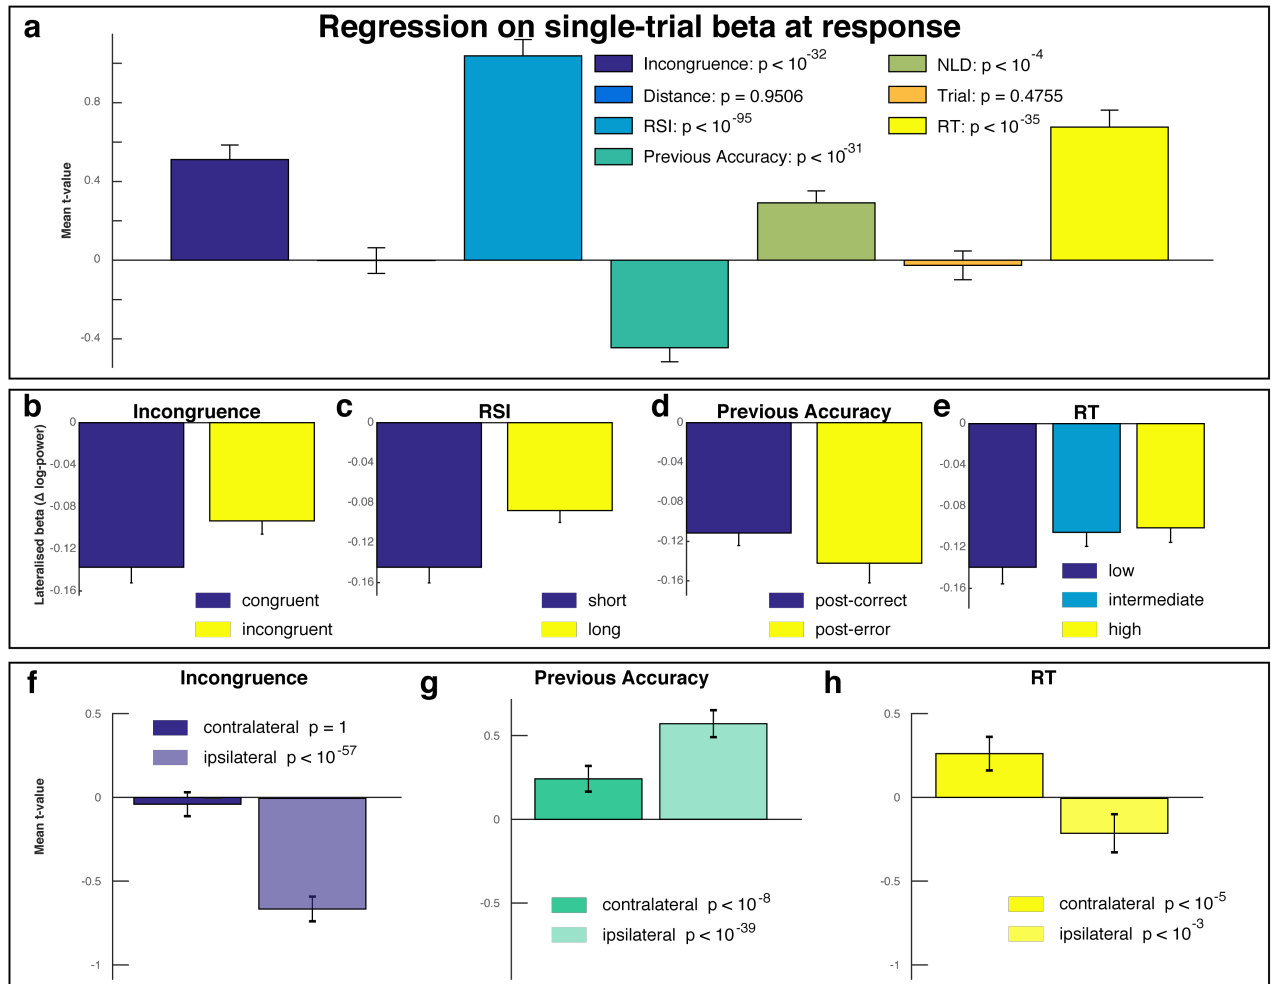 a
Regression on single-trial beta at response
Mean t-value
0.8
0.4
0
-0.4
Incongruence: p < 10-32
Distance: p = 0.9506
RSI: p < 10-95
Previous Accuracy: p < 10-31
NLD: p < 10-4
Trial: p = 0.4755
RT: p < 10-35
b
Incongruence
Lateralised beta (Δ log-power)
0
-0.04
-0.08
-0.12
-0.16
congruent
incongruent
c
RSI
0
-0.04
-0.08
-0.12
-0.16
short
long
d
Previous Accuracy
0
-0.04
-0.08
-0.12
-0.16
post-correct
post-error
e
RT
0
-0.04
-0.08
-0.12
-0.16
low
intermediate
high
f
Incongruence
Mean t-value
0.5
0
-0.5
-1
contralateral p = 1
ipsilateral p < 10-57
g
Previous Accuracy
0.5
0
-0.5
contralateral p < 10-8
ipsilateral p < 10-39
h
RT
0.5
0
-0.5
-1
contralateral p < 10-5
ipsilateral p < 10-3